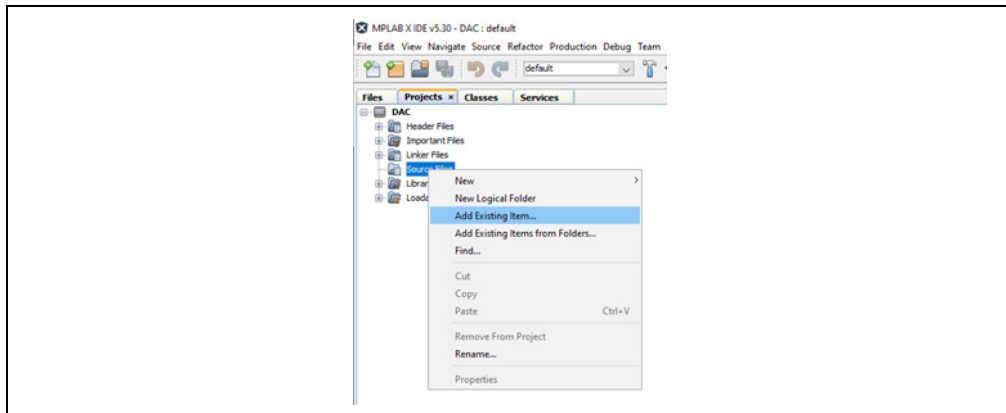 MPLAB X IDE v5.30 - DAC : default
File Edit View Navigate Source Refactor Production Debug Team
default
Files Projects × Classes Services
DAC
Header Files
Important Files
Linker Files
Source Files
New >
New Logical Folder
Add Existing Item...
Add Existing Items from Folders...
Find...
Cut
Copy
Paste Ctrl+V
Remove From Project
Rename...
Properties